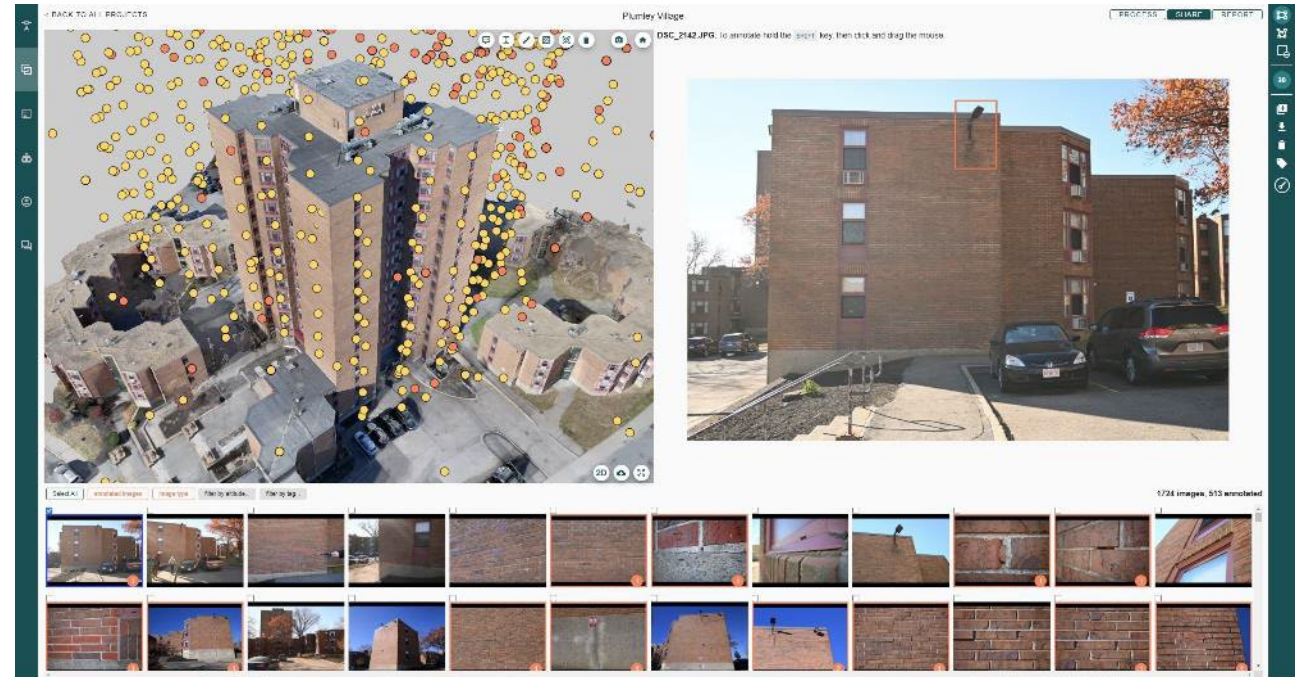 < BACK TO ALL PROJECTS
Plumley Village
PROCESS SHARE REPORT
DSC_2142.JPG. To annotate hold the SHIFT key, then click and drag the mouse.
3D
2D
Select All annotated images image type filter by altitude... filter by tag...
1724 images, 513 annotated